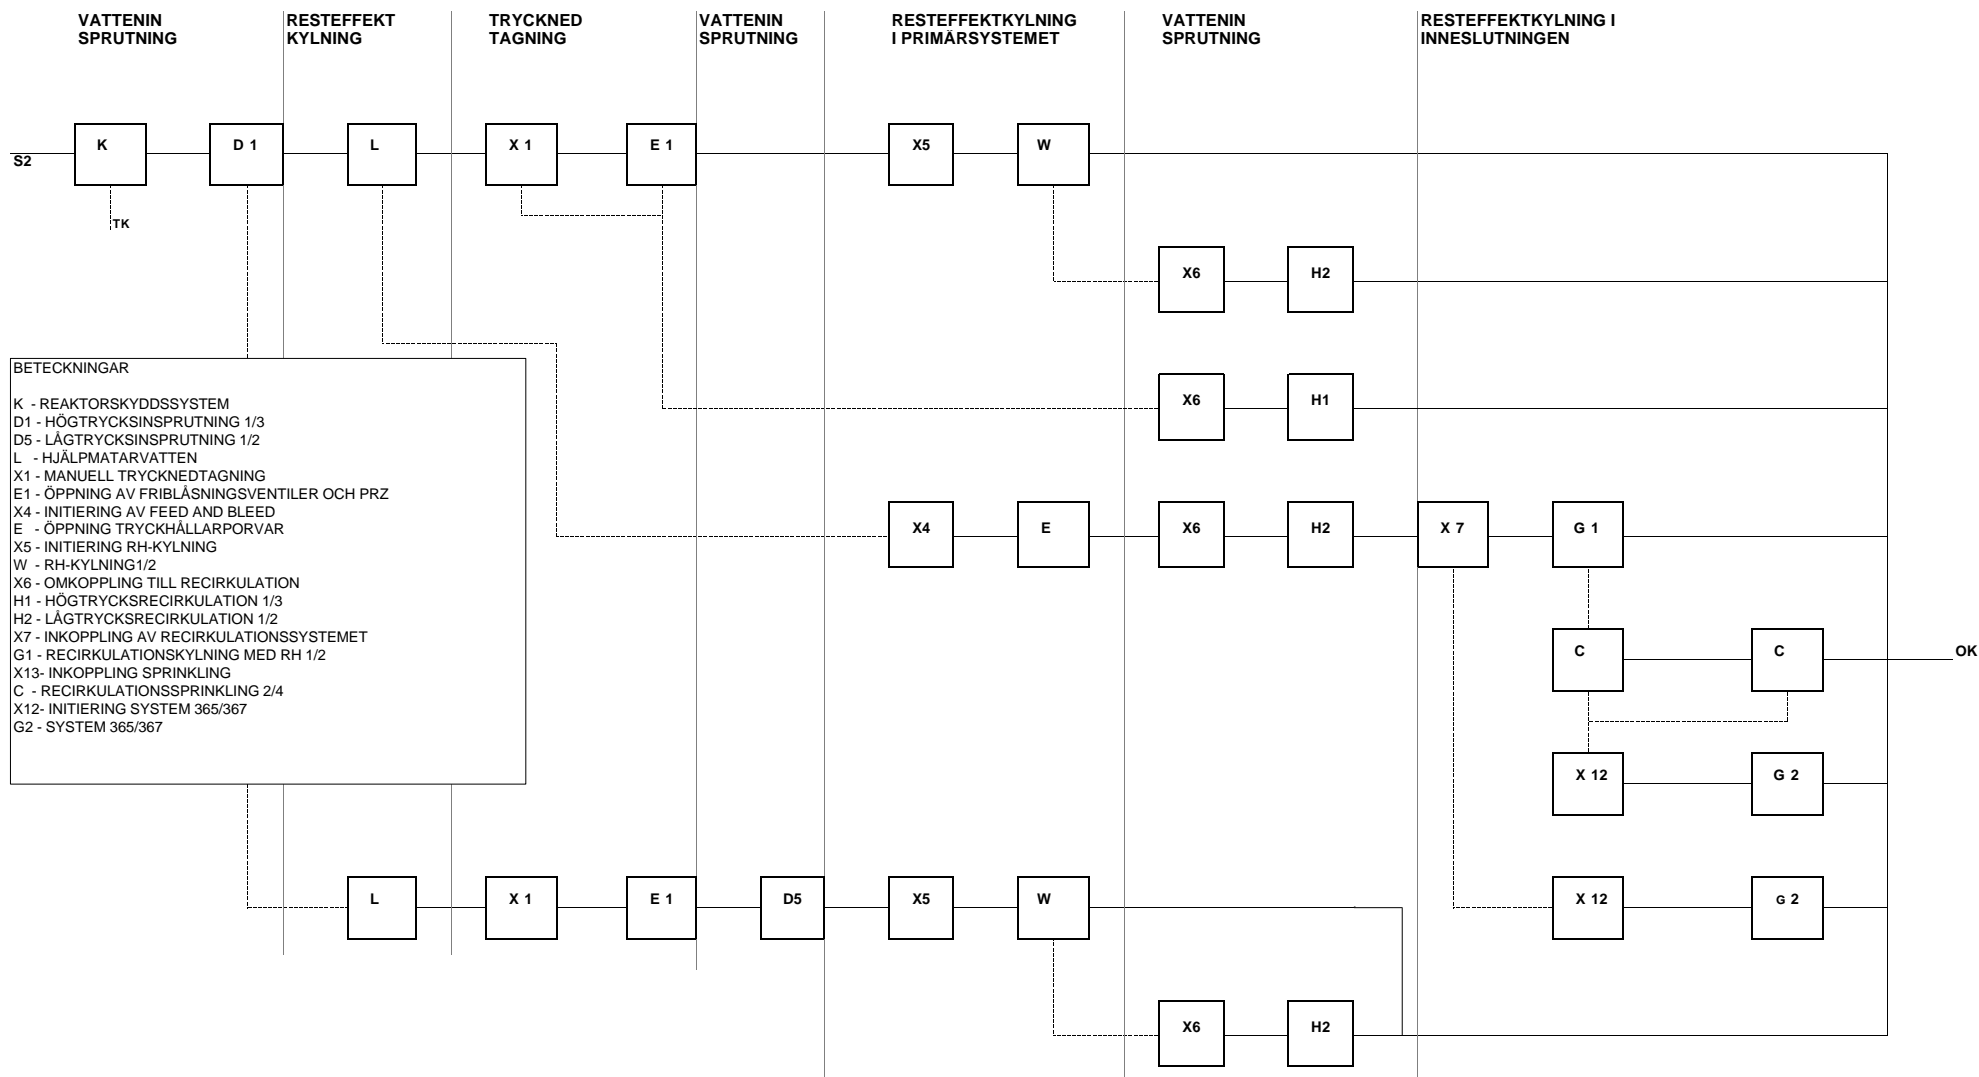 VATTENIN
SPRUTNING
RESTEFFEKT
KYLNING
TRYCKNED
TAGNING
VATTENIN
SPRUTNING
RESTEFFEKTKYLNING
I PRIMÄRSYSTEMET
VATTENIN
SPRUTNING
RESTEFFEKTKYLNING I
INNESLUTNINGEN
S2
K
D 1
L
X 1
E 1
X5
W
TK
X6
H2
X6
H1
BETECKNINGAR
K - REAKTORSKYDDSSYSTEM
D1 - HÖGTRYCKSINSPRUTNING 1/3
D5 - LÅGTRYCKSINSPRUTNING 1/2
L - HJÄLPMATARVATTEN
X1 - MANUELL TRYCKNEDTAGNING
E1 - ÖPPNING AV FRIBLÅSNINGSVENTILER OCH PRZ
X4 - INITIERING AV FEED AND BLEED
E - ÖPPNING TRYCKHÅLLARPORVAR
X5 - INITIERING RH-KYLNING
W - RH-KYLNING1/2
X6 - OMKOPPLING TILL RECIRKULATION
H1 - HÖGTRYCKSRECIRKULATION 1/3
H2 - LÅGTRYCKSRECIRKULATION 1/2
X7 - INKOPPLING AV RECIRKULATIONSSYSTEMET
G1 - RECIRKULATIONSKYLNING MED RH 1/2
X13- INKOPPLING SPRINKLING
C - RECIRKULATIONSSPRINKLING 2/4
X12- INITIERING SYSTEM 365/367
G2 - SYSTEM 365/367
X4
E
X6
H2
X 7
G 1
C
C
OK
X 12
G 2
L
X 1
E 1
D5
X5
W
X 12
G 2
X6
H2